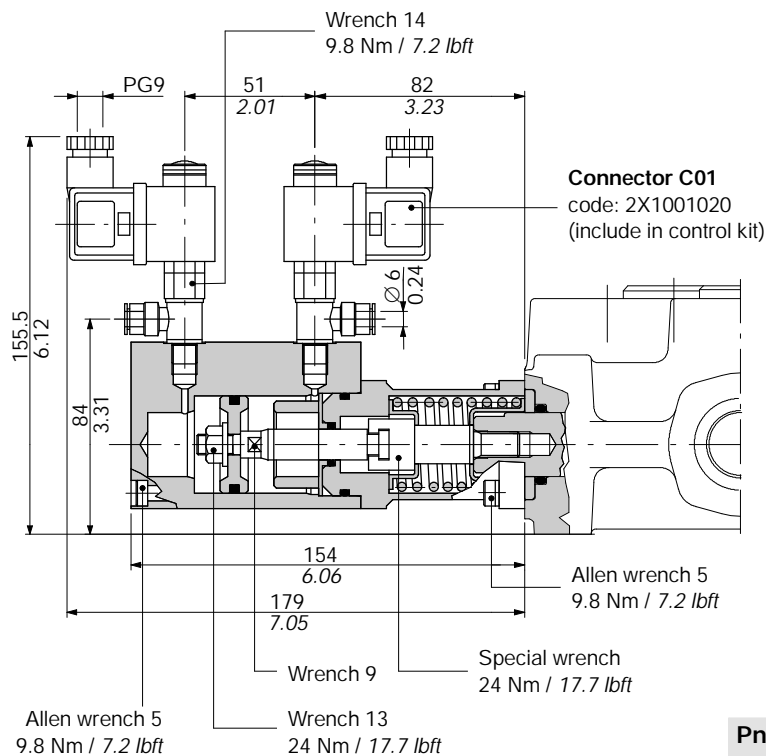 Wrench 14
9.8 Nm / 7.2 lbft
PG9
51
2.01
82
3.23
Connector C01
code: 2X1001020
(include in control kit)
Ø 6
0.24
155.5
6.12
84
3.31
154
6.06
179
7.05
Allen wrench 5
9.8 Nm / 7.2 lbft
Special wrench
24 Nm / 17.7 lbft
Wrench 9
Allen wrench 5
9.8 Nm / 7.2 lbft
Wrench 13
24 Nm / 17.7 lbft
Pn